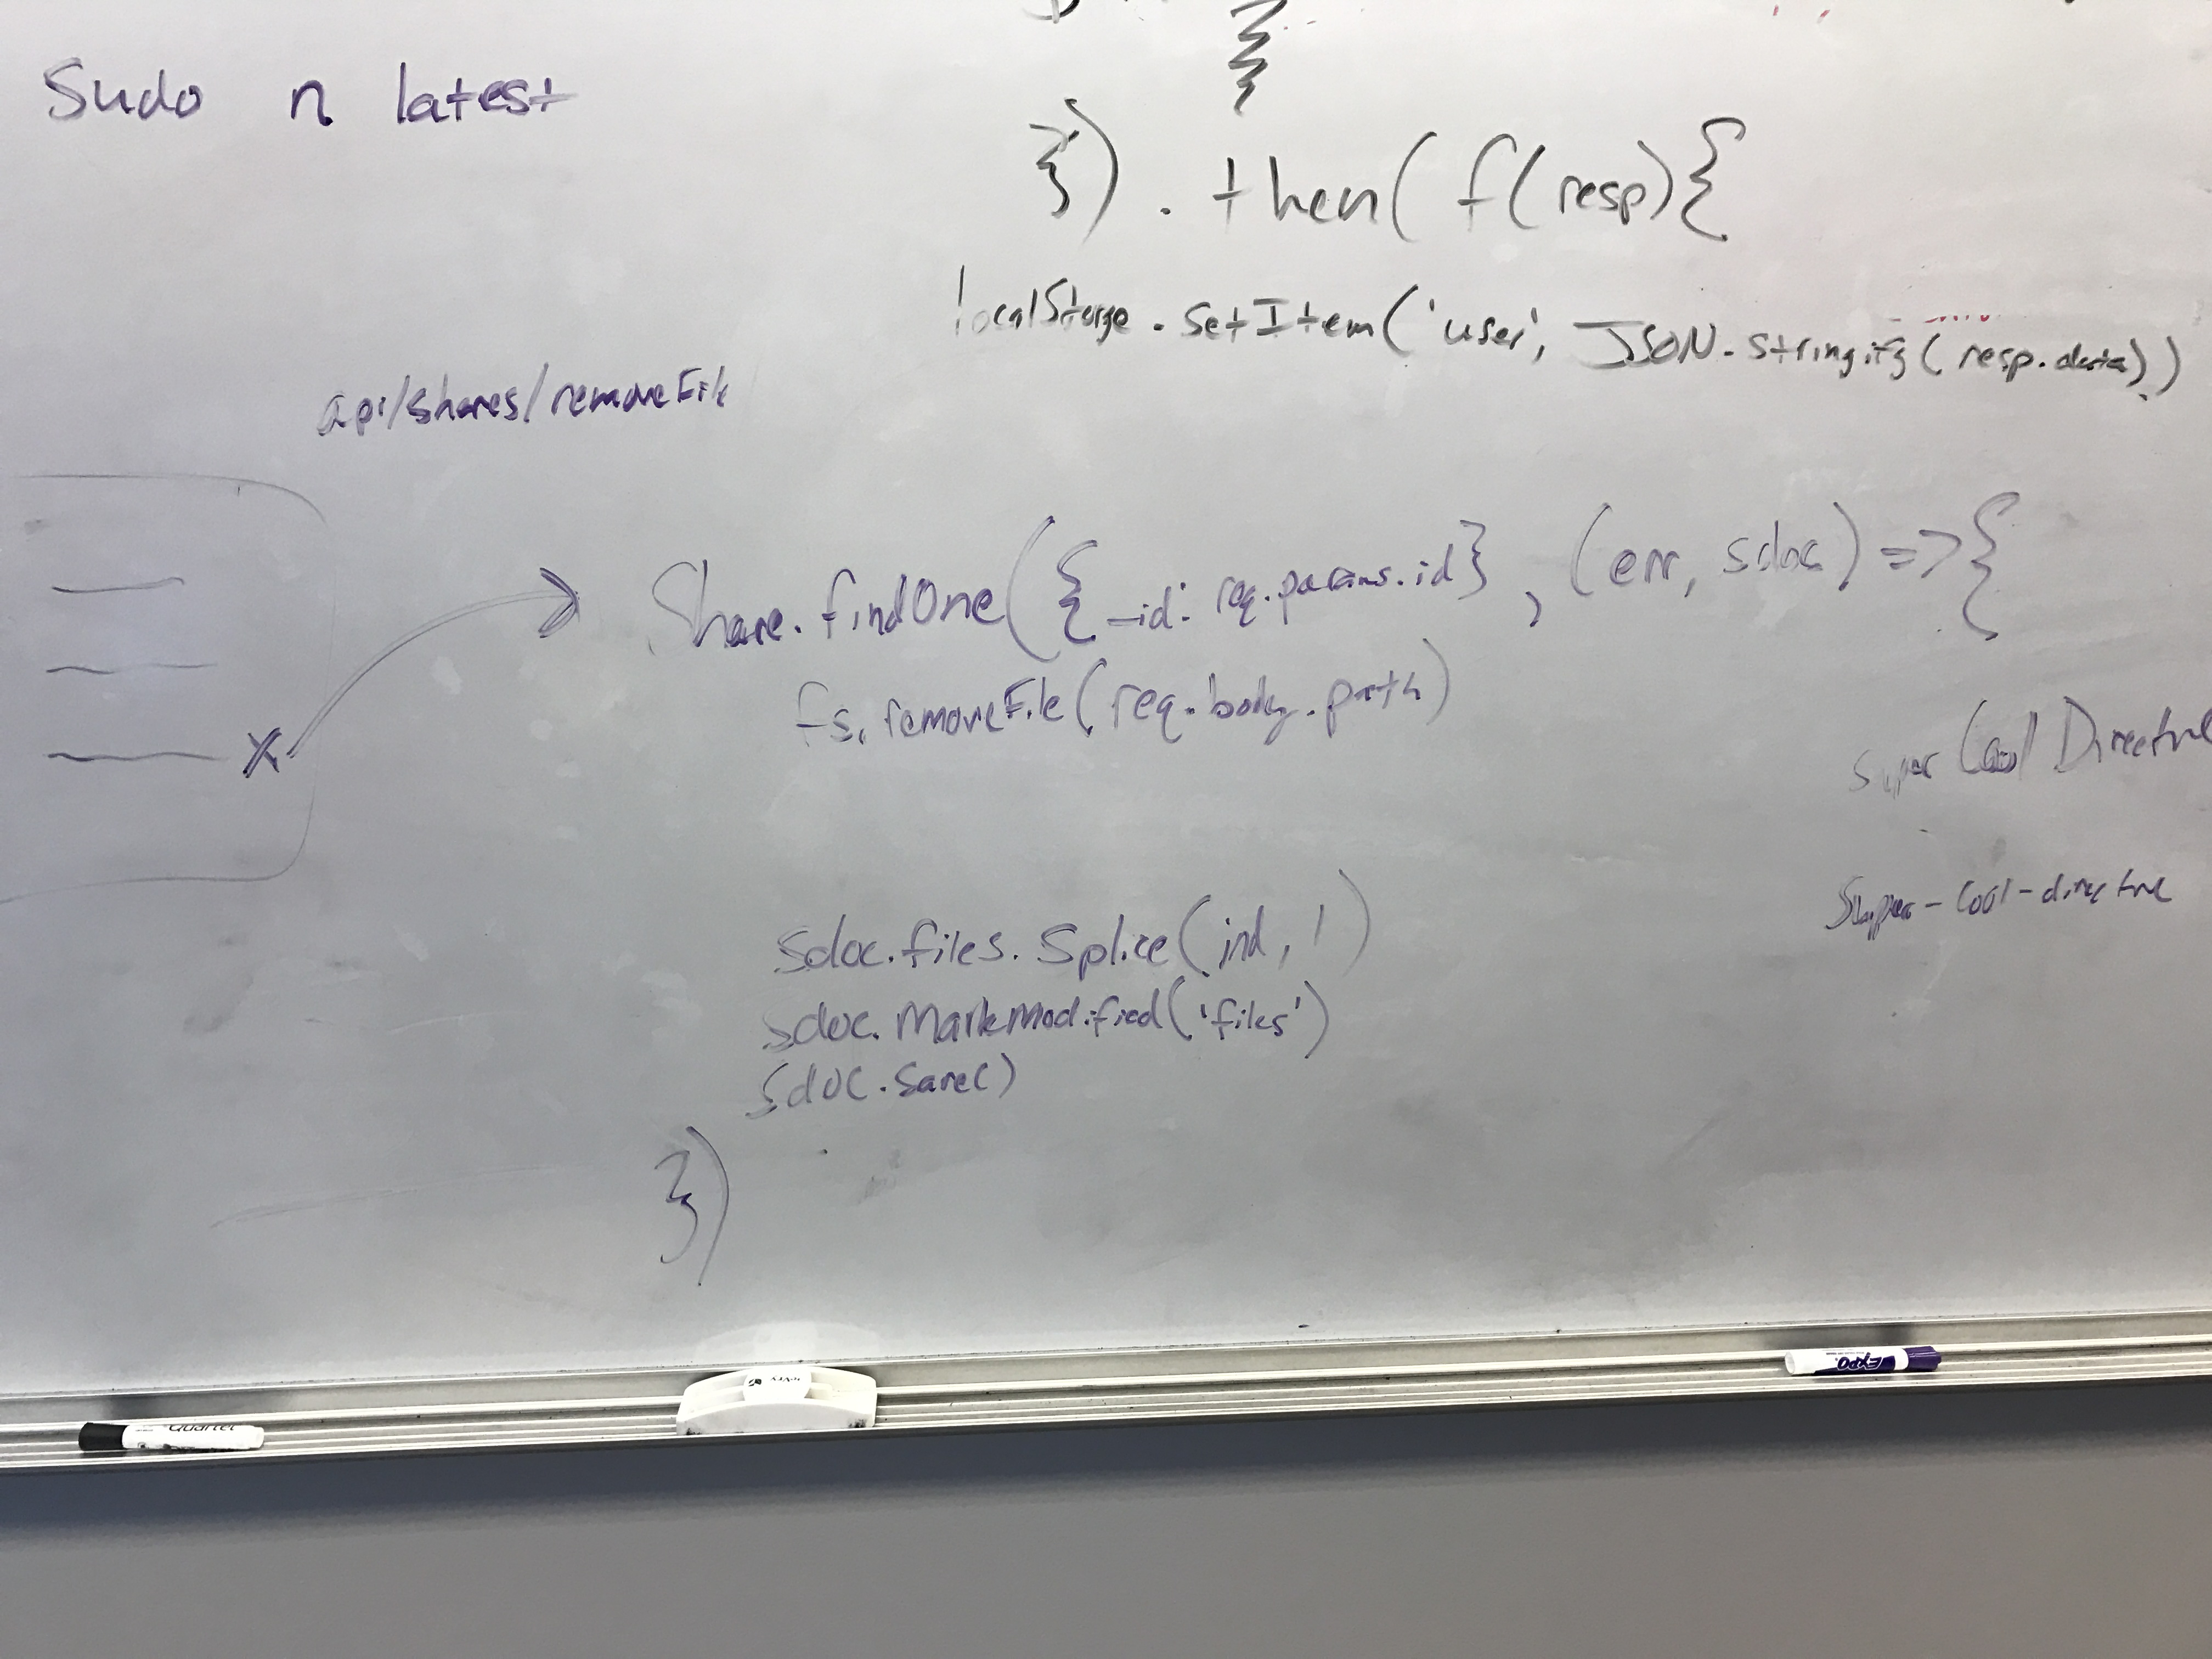 Sudo n latest
}).then(f(resp){
localStorge.setItem('user', JSON.stringify(resp.data))
api/shares/removeFile
Share.findOne({_id: req.params.id}, (err, sdoc) => {
fs.removeFile(req.body.path)
super Cool Directive
Super-Cool-directive
sdoc.files.splice(ind, 1)
sdoc.MarkModified('files')
sdoc.save()
})
EXPO
Quartet